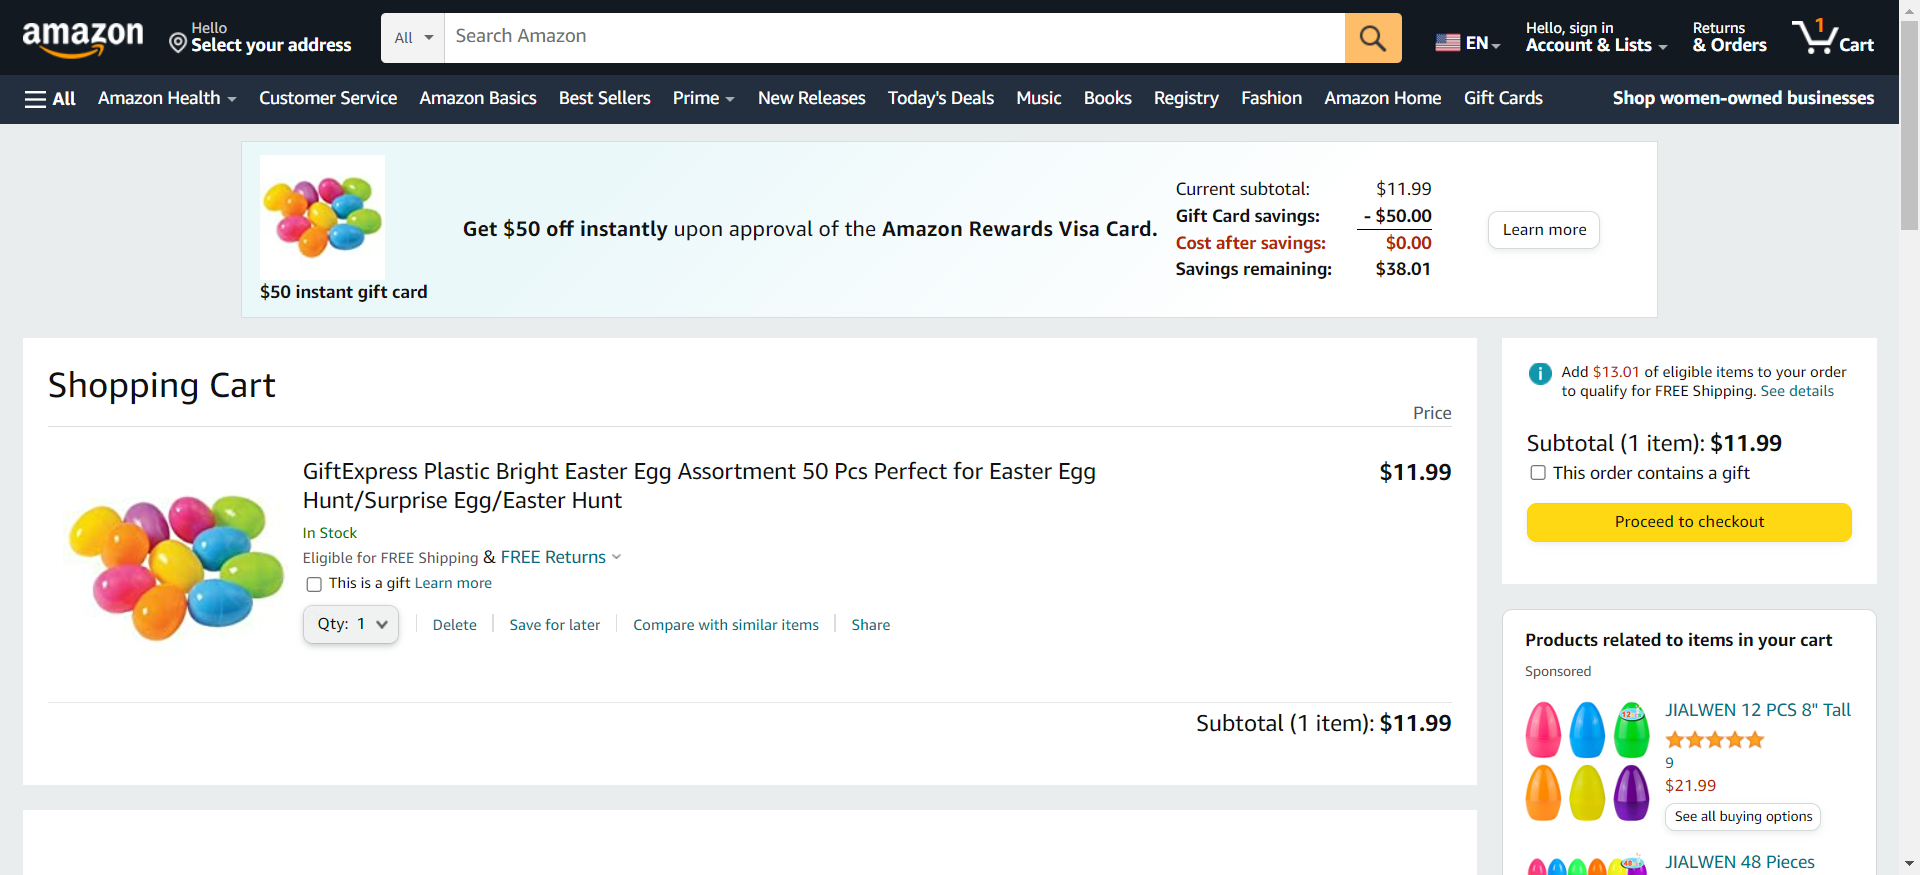 amazon
Hello
Select your address
All
Search Amazon
EN
Hello, sign in
Account & Lists
Returns
& Orders
1
Cart
All
Amazon Health
Customer Service
Amazon Basics
Best Sellers
Prime
New Releases
Today's Deals
Music
Books
Registry
Fashion
Amazon Home
Gift Cards
Shop women-owned businesses
$50 instant gift card
Get $50 off instantly upon approval of the Amazon Rewards Visa Card.
Current subtotal: $11.99
Gift Card savings: - $50.00
Cost after savings: $0.00
Savings remaining: $38.01
Learn more
Shopping Cart
Price
GiftExpress Plastic Bright Easter Egg Assortment 50 Pcs Perfect for Easter Egg
Hunt/Surprise Egg/Easter Hunt
$11.99
In Stock
Eligible for FREE Shipping & FREE Returns
This is a gift Learn more
Qty: 1
Delete
Save for later
Compare with similar items
Share
Subtotal (1 item): $11.99
Add $13.01 of eligible items to your order
to qualify for FREE Shipping. See details
Subtotal (1 item): $11.99
This order contains a gift
Proceed to checkout
Products related to items in your cart
Sponsored
JIALWEN 12 PCS 8" Tall
9
$21.99
See all buying options
JIALWEN 48 Pieces